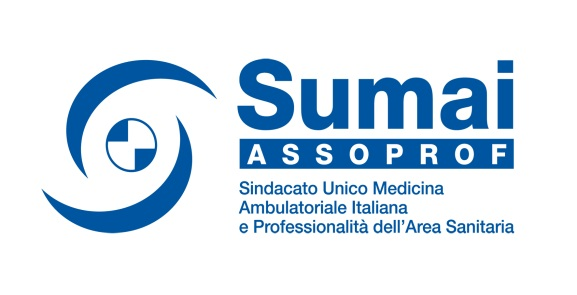 Sumai
ASSOPROF
Sindacato Unico Medicina
Ambulatoriale Italiana
e Professionalità dell'Area Sanitaria